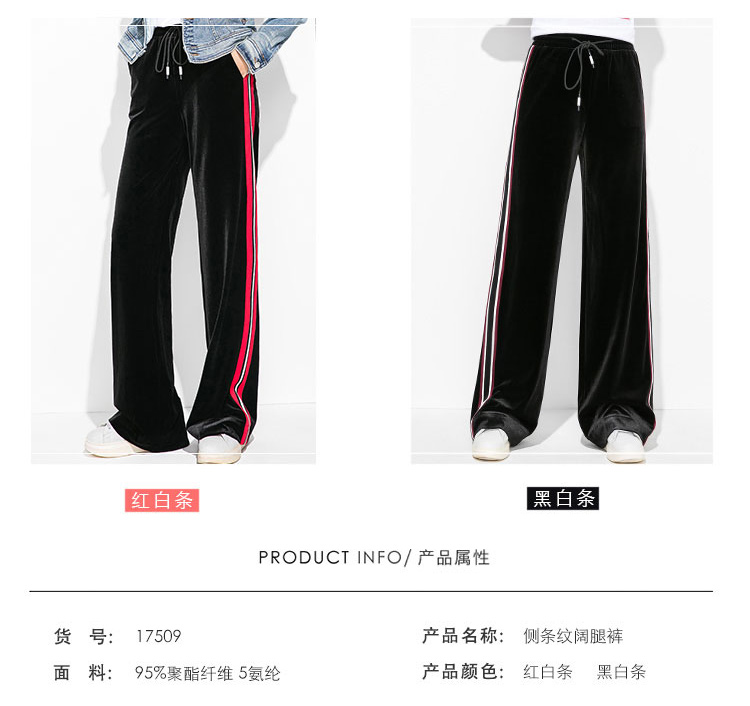 红白条
黑白条
PRODUCT INFO/ 产品属性
货 号: 17509
产品名称: 侧条纹阔腿裤
面 料: 95%聚酯纤维 5氨纶
产品颜色: 红白条 黑白条